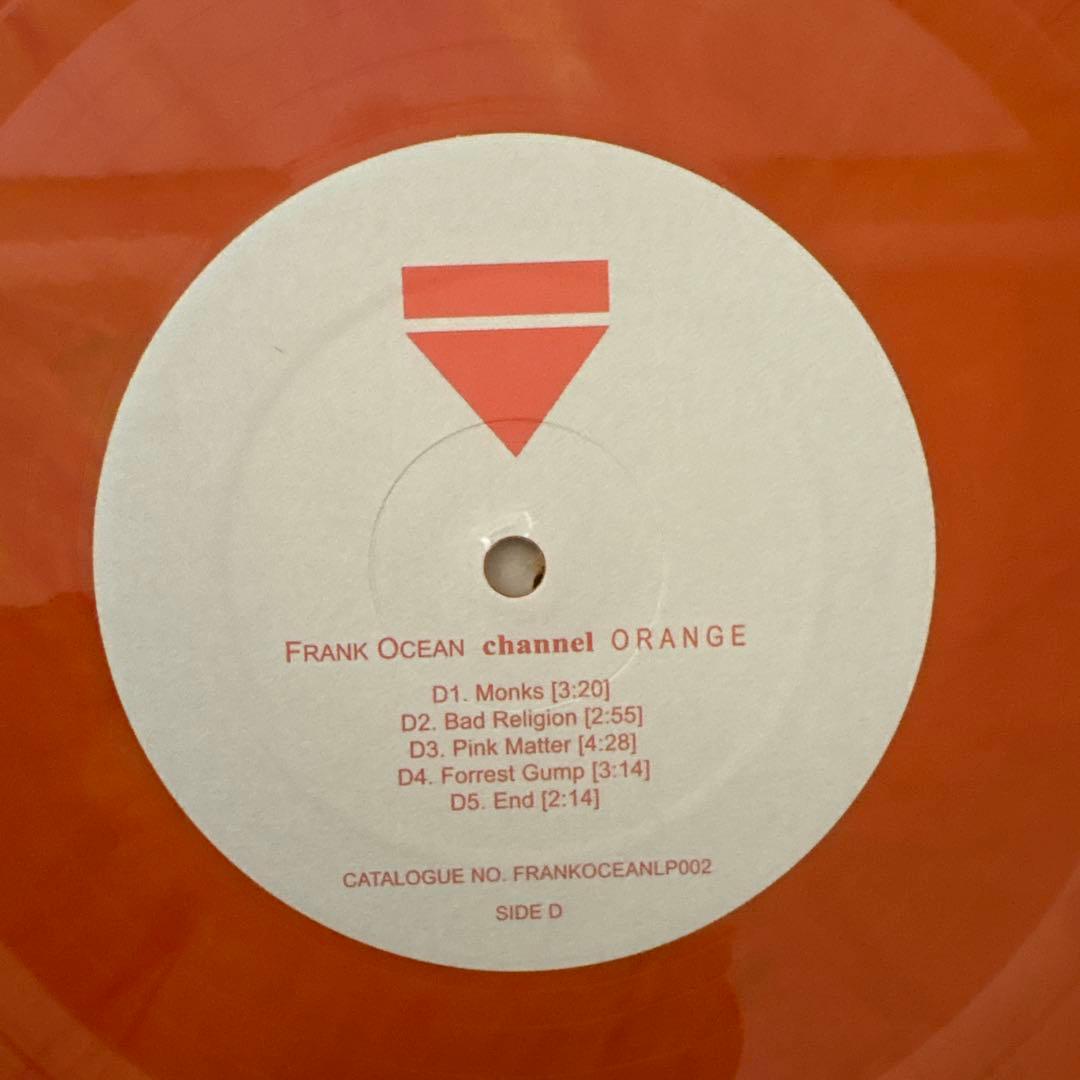 FRANK OCEAN channel ORANGE
D1. Monks [3:20]
D2. Bad Religion [2:55]
D3. Pink Matter [4:28]
D4. Forrest Gump [3:14]
D5. End [2:14]
CATALOGUE NO. FRANKOCEANLP002
SIDE D